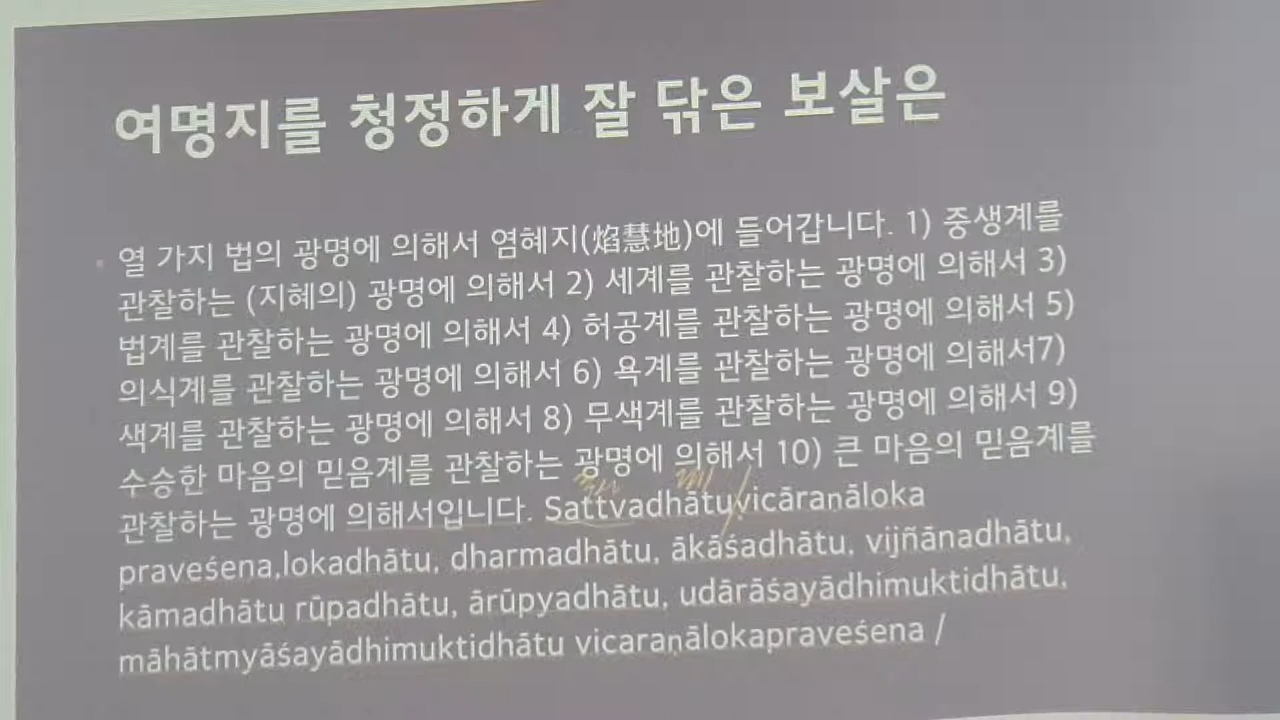 여명지를 청정하게 잘 닦은 보살은
열 가지 법의 광명에 의해서 염혜지(焰慧地)에 들어갑니다. 1) 중생계를
관찰하는 (지혜의) 광명에 의해서 2) 세계를 관찰하는 광명에 의해서 3)
법계를 관찰하는 광명에 의해서 4) 허공계를 관찰하는 광명에 의해서 5)
의식계를 관찰하는 광명에 의해서 6) 욕계를 관찰하는 광명에 의해서7)
색계를 관찰하는 광명에 의해서 8) 무색계를 관찰하는 광명에 의해서 9)
수승한 마음의 믿음계를 관찰하는 광명에 의해서 10) 큰 마음의 믿음계를
관찰하는 광명에 의해서입니다. Sattvadhātuvicāraṇāloka
praveśena,lokadhātu, dharmadhātu, ākāśadhātu, vijñānadhātu,
kāmadhātu rūpadhātu, ārūpyadhātu, udārāśayādhimuktidhātu,
māhātmyāśayādhimuktidhātu vicaraṇālokapraveśena /